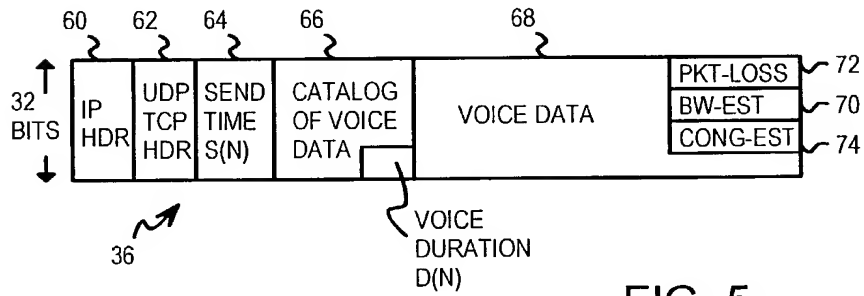 60 62 64 66 68
32 BITS
IP HDR
UDP TCP HDR
SEND TIME S(N)
CATALOG OF VOICE DATA
VOICE DATA
PKT-LOSS 72
BW-EST 70
CONG-EST 74
36
VOICE DURATION D(N)
FIG. 5